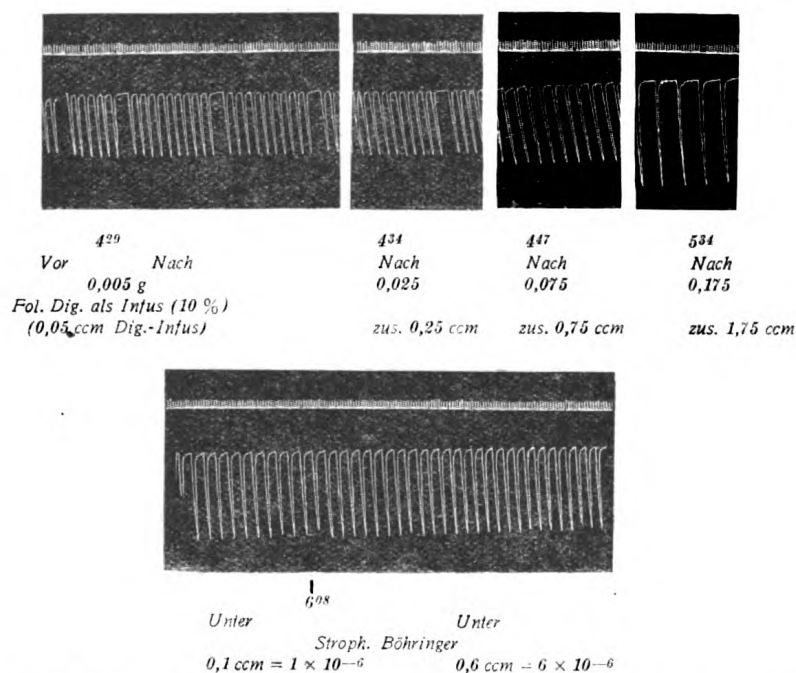 4²⁹ 4³⁴ 4⁴⁷ 5³⁴
Vor Nach Nach Nach Nach
0,005 g 0,025 0,075 0,175
Fol. Dig. als Infus (10 %)
(0,05 ccm Dig.-Infus) zus. 0,25 ccm zus. 0,75 ccm zus. 1,75 ccm
6⁰⁸
Unter Unter
Stroph. Böhringer
0,1 ccm = 1 × 10—⁶ 0,6 ccm = 6 × 10—⁶